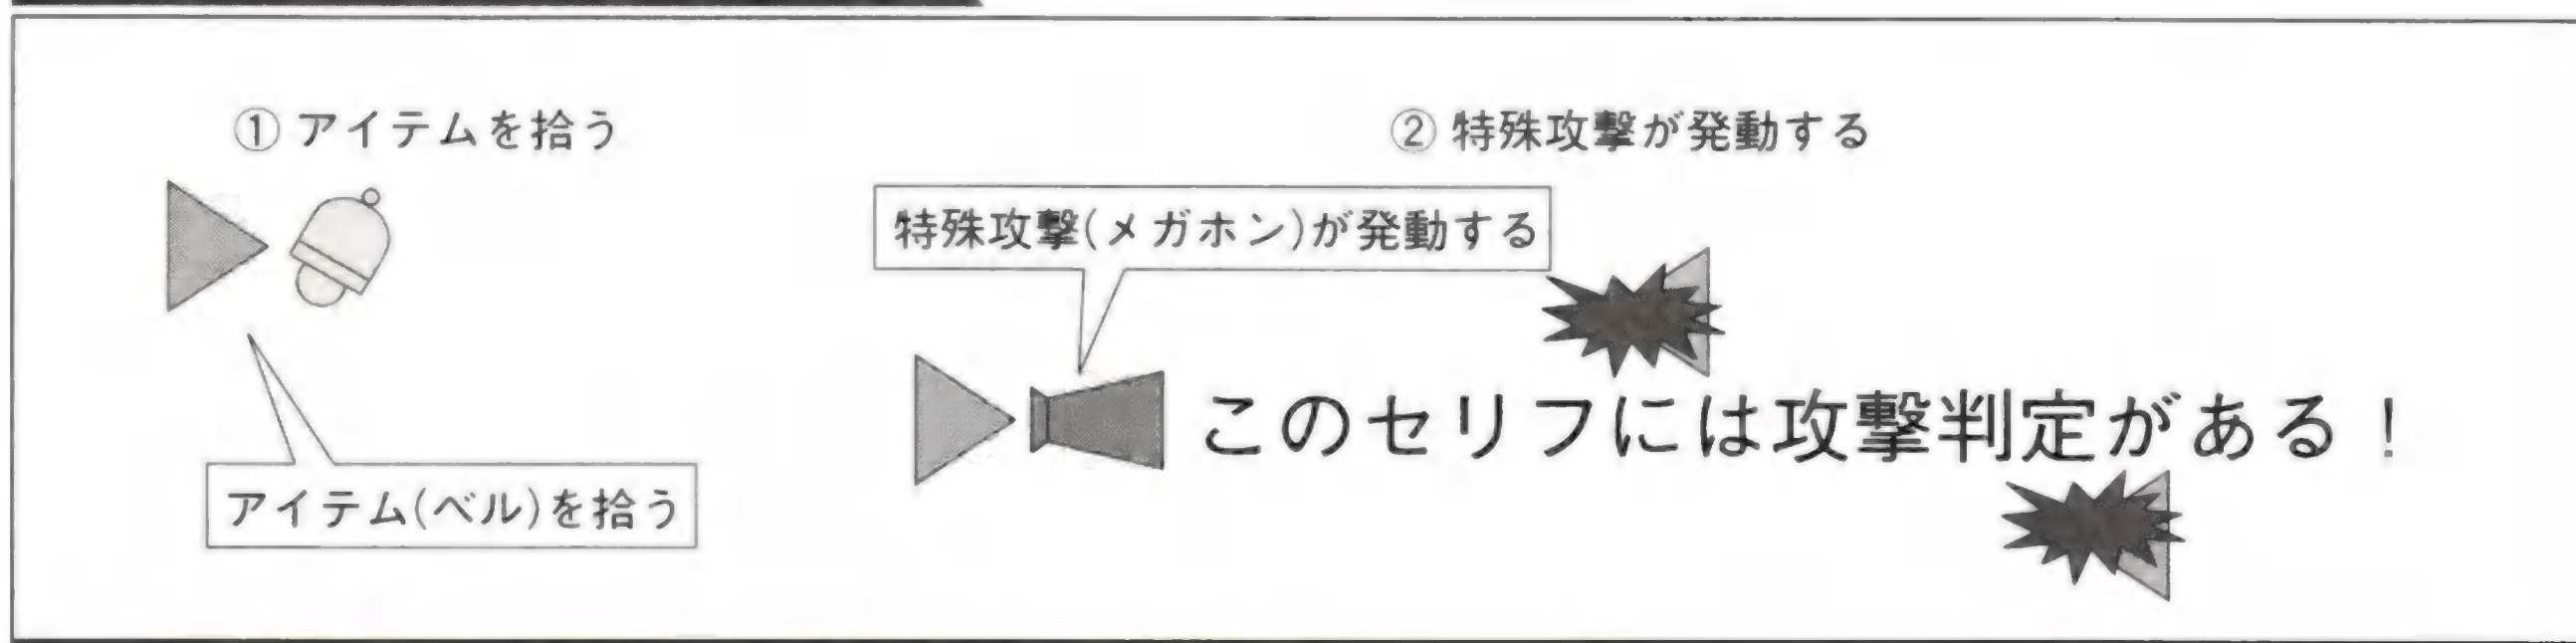 ① アイテムを拾う
アイテム(ベル)を拾う
② 特殊攻撃が発動する
特殊攻撃(メガホン)が発動する
このセリフには攻撃判定がある！